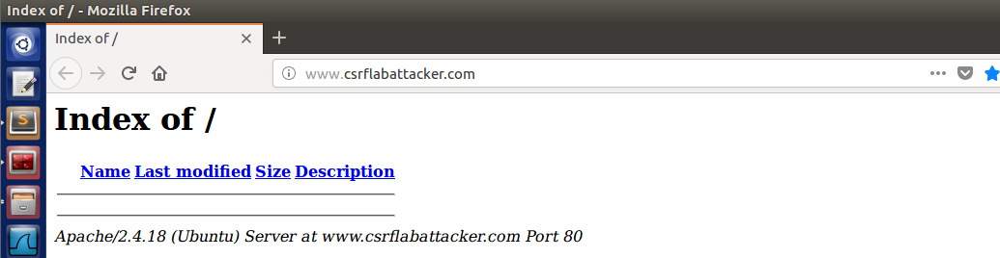 Index of / - Mozilla Firefox
Index of /
www.csrflabattacker.com
Index of /
Name Last modified Size Description
Apache/2.4.18 (Ubuntu) Server at www.csrflabattacker.com Port 80